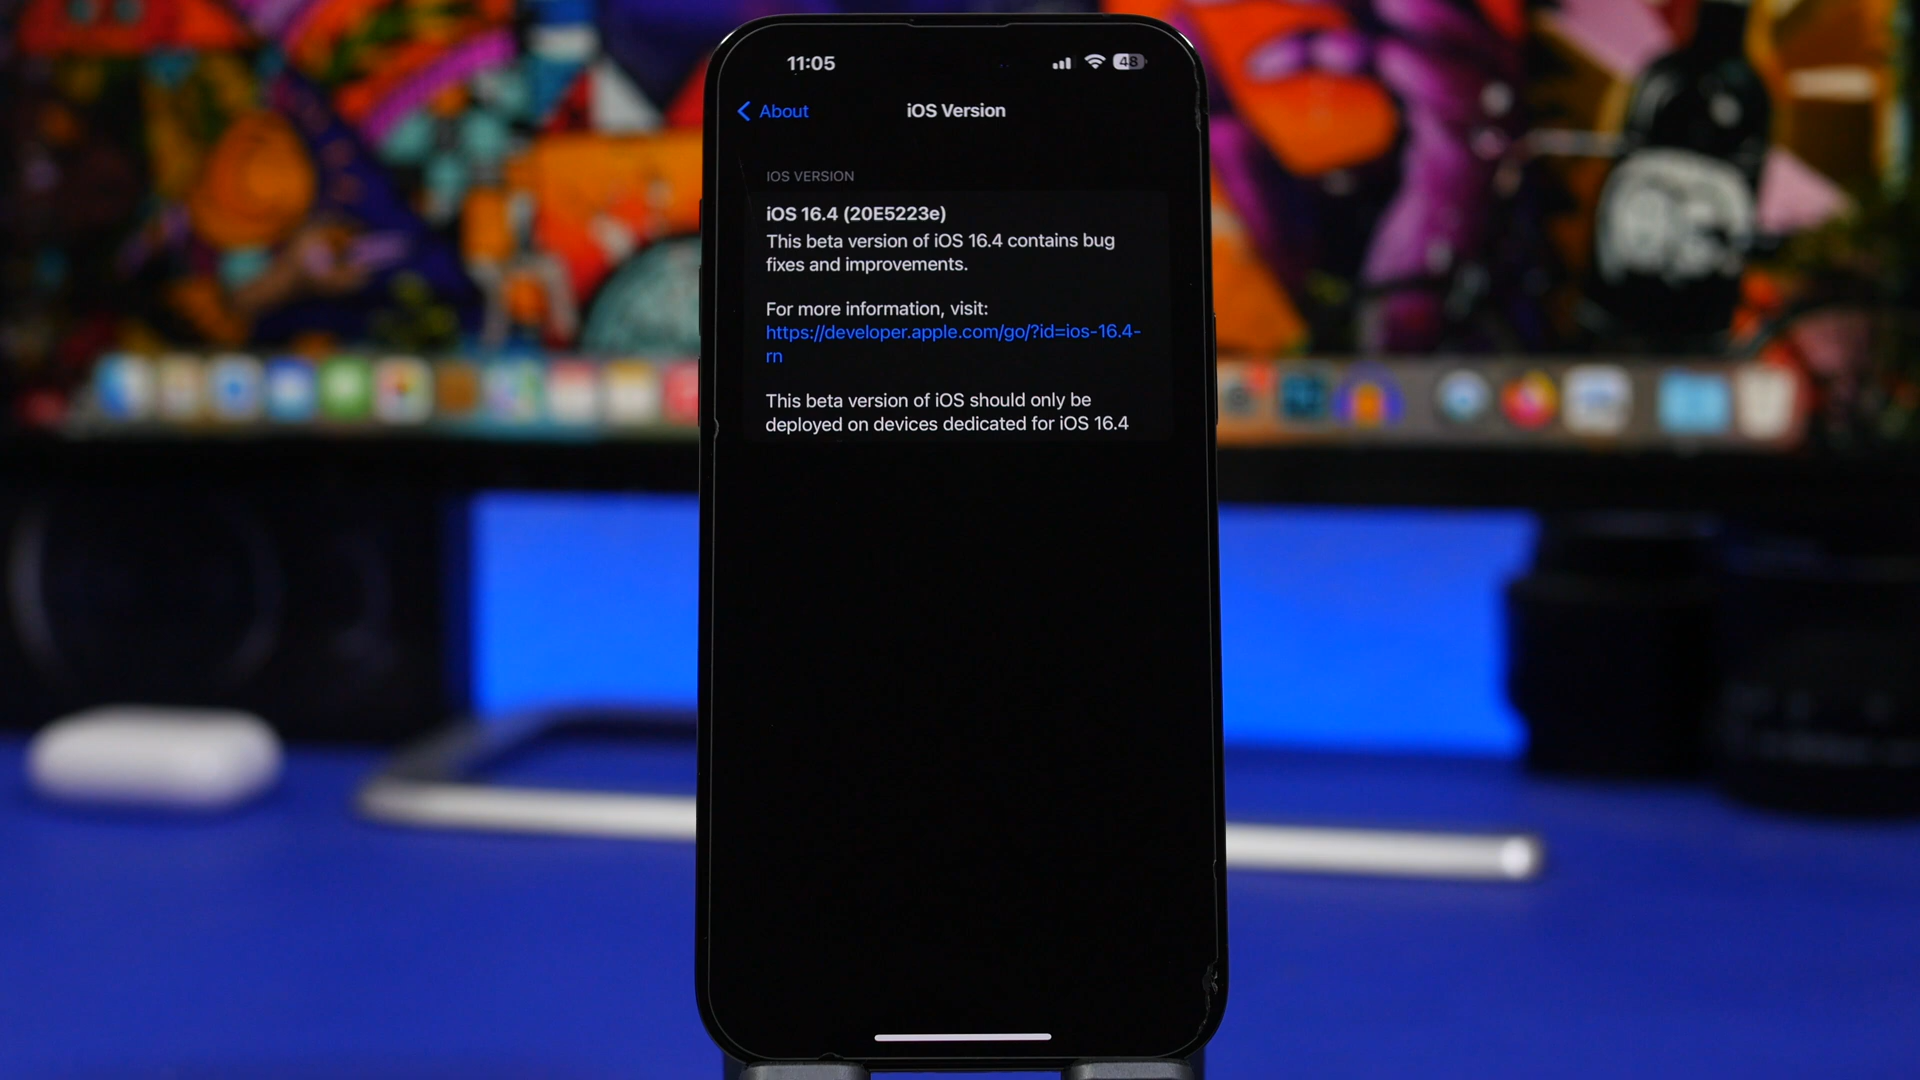 11:05
48
About
iOS Version
IOS VERSION
iOS 16.4 (20E5223e)
This beta version of iOS 16.4 contains bug
fixes and improvements.
For more information, visit:
https://developer.apple.com/go/?id=ios-16.4-
rn
This beta version of iOS should only be
deployed on devices dedicated for iOS 16.4